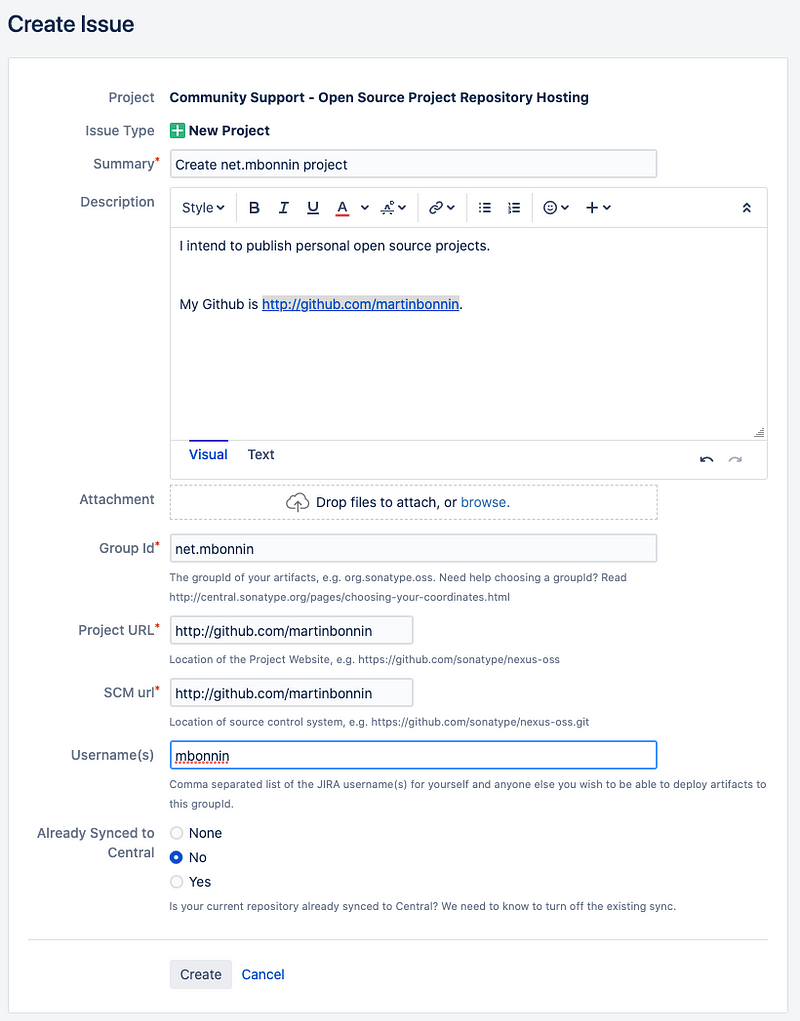 Create Issue
Project Community Support - Open Source Project Repository Hosting
Issue Type New Project
Summary* Create net.mbonnin project
Description Style B I U A
I intend to publish personal open source projects.
My Github is http://github.com/martinbonnin.
Visual Text
Attachment Drop files to attach, or browse.
Group Id* net.mbonnin
The groupId of your artifacts, e.g. org.sonatype.oss. Need help choosing a groupId? Read
http://central.sonatype.org/pages/choosing-your-coordinates.html
Project URL* http://github.com/martinbonnin
Location of the Project Website, e.g. https://github.com/sonatype/nexus-oss
SCM url* http://github.com/martinbonnin
Location of source control system, e.g. https://github.com/sonatype/nexus-oss.git
Username(s) mbonnin
Comma separated list of the JIRA username(s) for yourself and anyone else you wish to be able to deploy artifacts to
this groupId.
Already Synced to
Central
None
No
Yes
Is your current repository already synced to Central? We need to know to turn off the existing sync.
Create Cancel